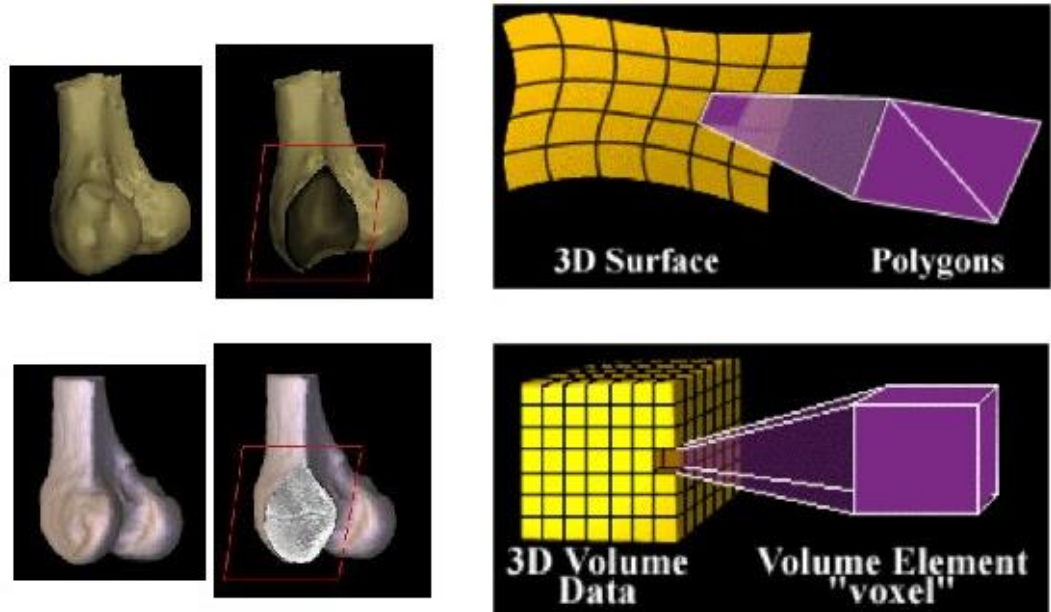 3D Surface
Polygons
3D Volume
Data
Volume Element
"voxel"